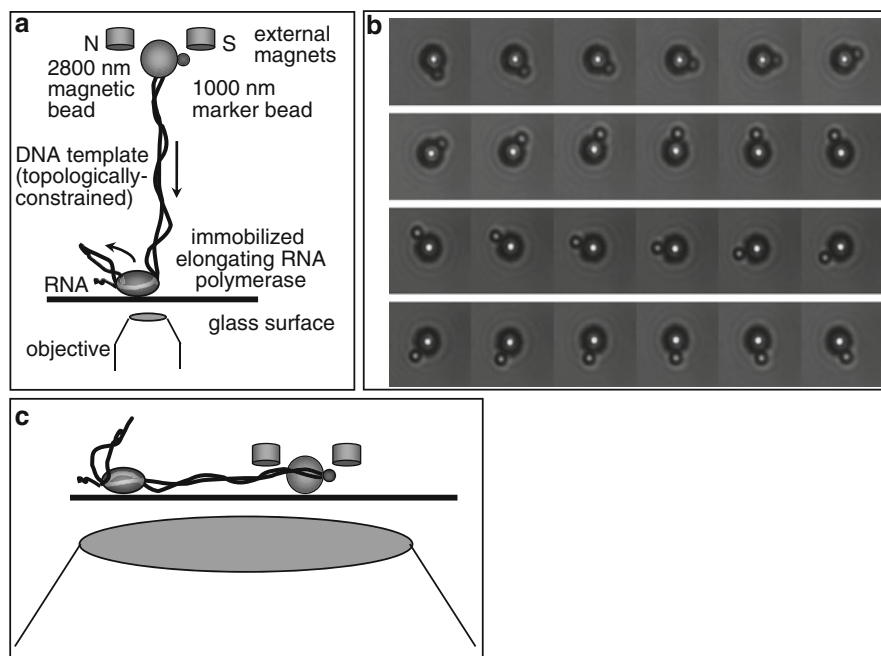 a
N
S
external
magnets
2800 nm
magnetic
bead
1000 nm
marker bead
DNA template
(topologically-
constrained)
immobilized
elongating RNA
polymerase
RNA
glass surface
objective
b
c